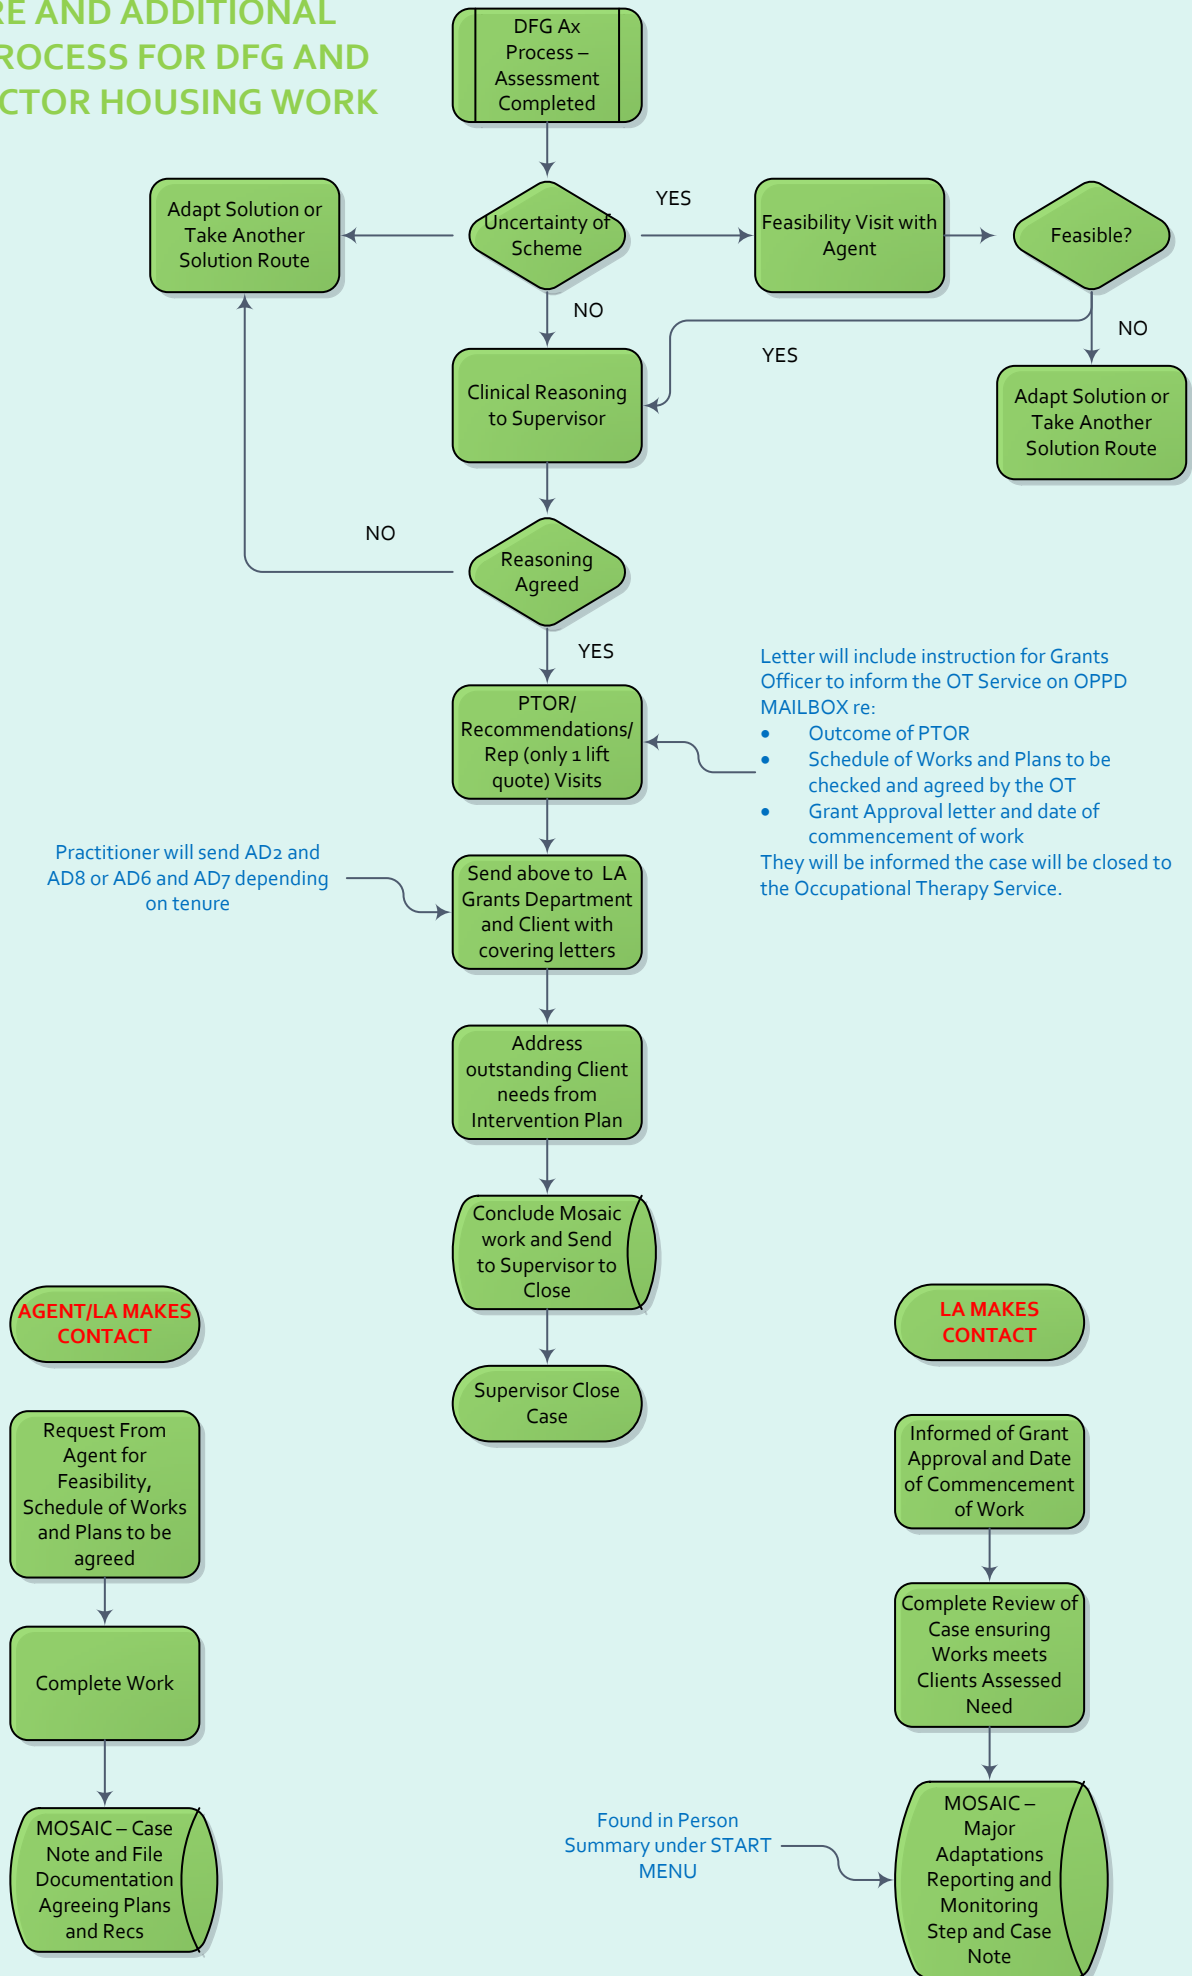 RE AND ADDITIONAL
ROCESS FOR DFG AND
CTOR HOUSING WORK
DFG Ax
Process –
Assessment
Completed
Adapt Solution or
Take Another
Solution Route
Uncertainty of
Scheme
YES
Feasibility Visit with
Agent
Feasible?
NO
YES
NO
Clinical Reasoning
to Supervisor
Adapt Solution or
Take Another
Solution Route
NO
Reasoning
Agreed
YES
PTOR/
Recommendations/
Rep (only 1 lift
quote) Visits
Letter will include instruction for Grants
Officer to inform the OT Service on OPPD
MAILBOX re:
• Outcome of PTOR
• Schedule of Works and Plans to be
checked and agreed by the OT
• Grant Approval letter and date of
commencement of work
They will be informed the case will be closed to
the Occupational Therapy Service.
Practitioner will send AD2 and
AD8 or AD6 and AD7 depending
on tenure
Send above to LA
Grants Department
and Client with
covering letters
Address
outstanding Client
needs from
Intervention Plan
Conclude Mosaic
work and Send
to Supervisor to
Close
Supervisor Close
Case
AGENT/LA MAKES
CONTACT
Request From
Agent for
Feasibility,
Schedule of Works
and Plans to be
agreed
Complete Work
MOSAIC – Case
Note and File
Documentation
Agreeing Plans
and Recs
LA MAKES
CONTACT
Informed of Grant
Approval and Date
of Commencement
of Work
Complete Review of
Case ensuring
Works meets
Clients Assessed
Need
Found in Person
Summary under START
MENU
MOSAIC –
Major
Adaptations
Reporting and
Monitoring
Step and Case
Note